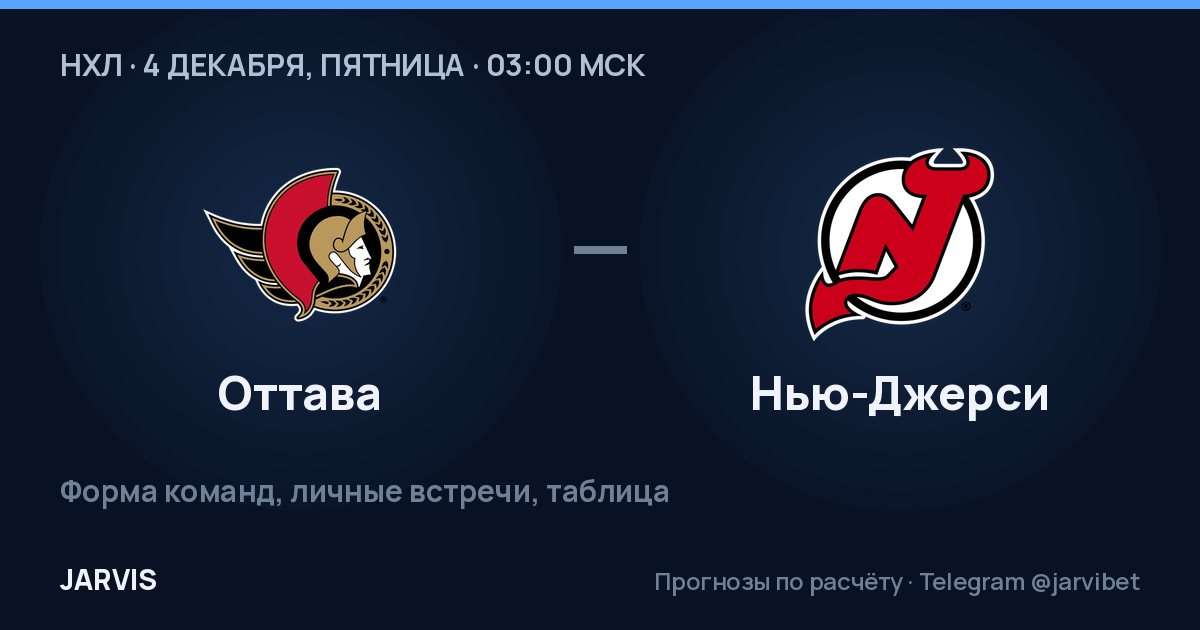 НХЛ · 4 ДЕКАБРЯ, ПЯТНИЦА · 03:00 МСК
Оттава — Нью-Джерси
Форма команд, личные встречи, таблица
JARVIS
Прогнозы по расчёту · Telegram @jarvibet